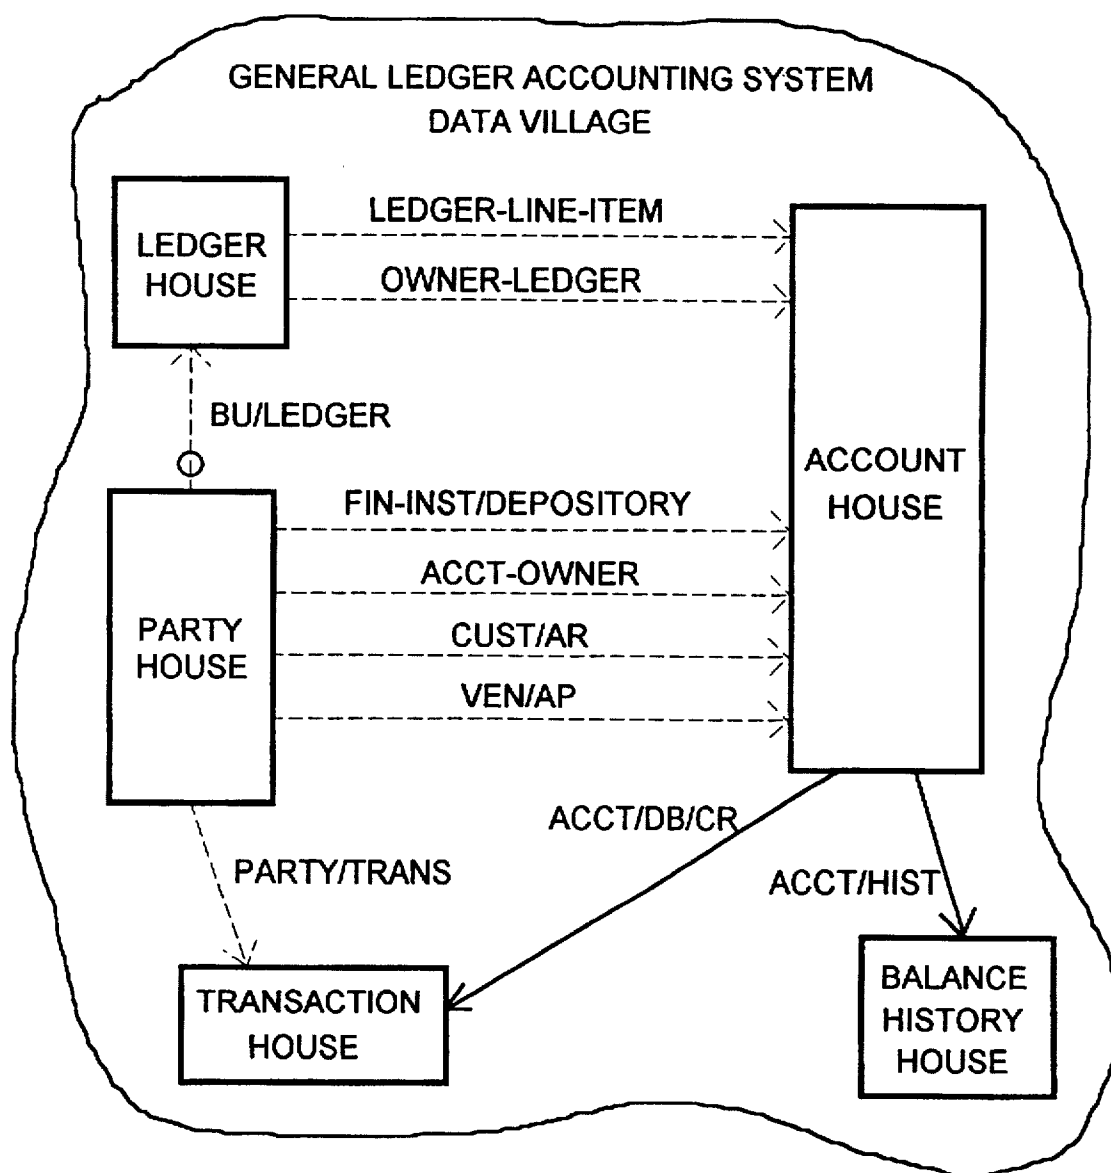 GENERAL LEDGER ACCOUNTING SYSTEM
DATA VILLAGE
LEDGER-LINE-ITEM
LEDGER
HOUSE
OWNER-LEDGER
BU/LEDGER
ACCOUNT
HOUSE
FIN-INST/DEPOSITORY
ACCT-OWNER
PARTY
HOUSE
CUST/AR
VEN/AP
ACCT/DB/CR
PARTY/TRANS
ACCT/HIST
TRANSACTION
HOUSE
BALANCE
HISTORY
HOUSE